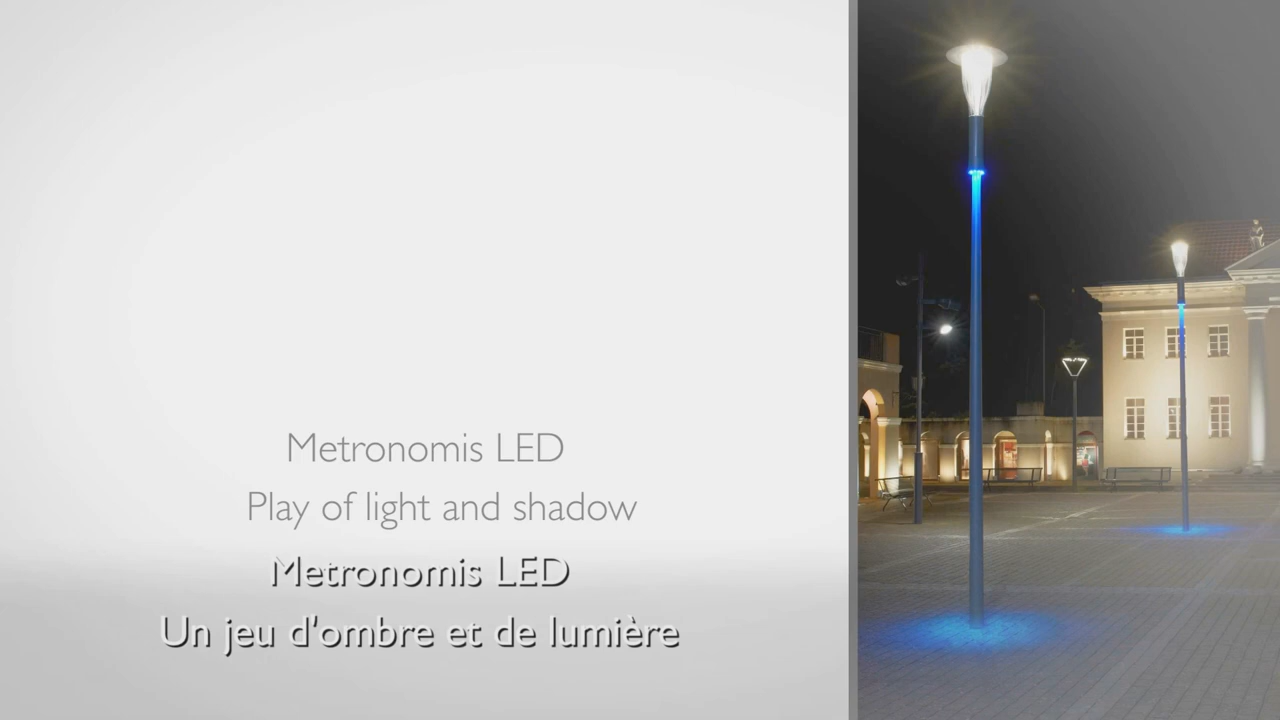 Metronomis LED
Play of light and shadow
Metronomis LED
Un jeu d'ombre et de lumière